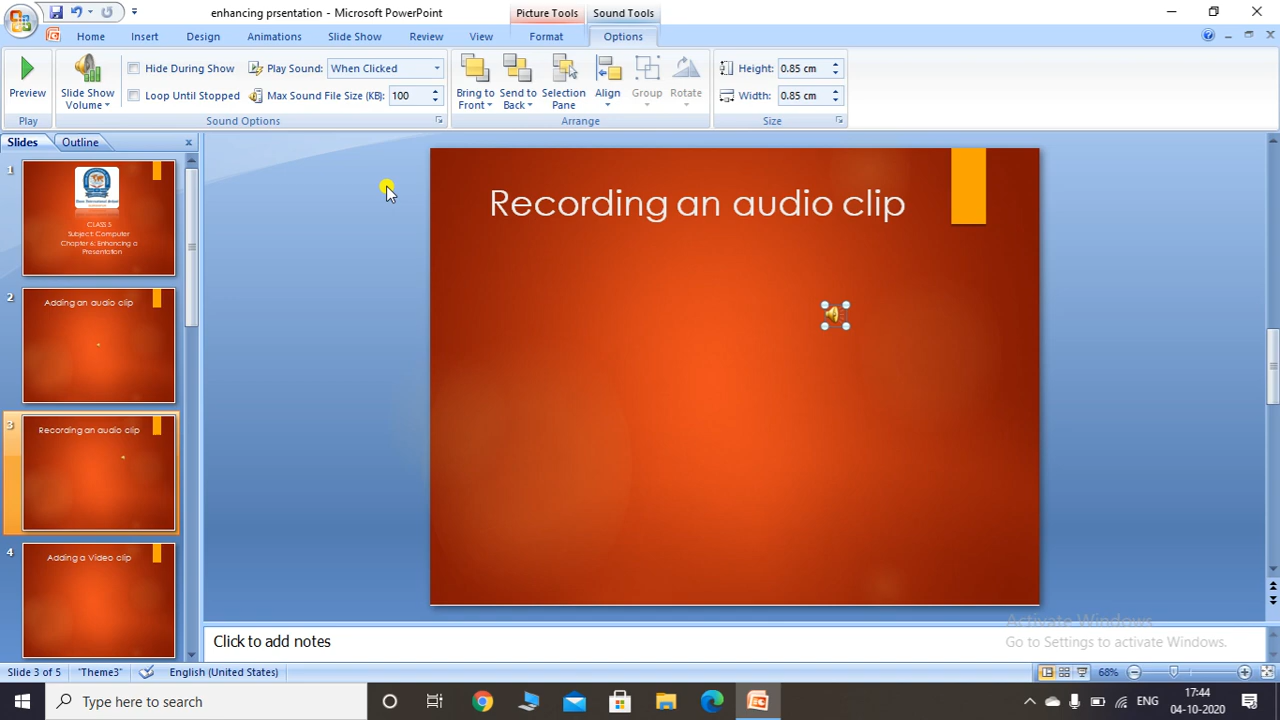 enhancing prsentation - Microsoft PowerPoint
Picture Tools
Sound Tools
Home
Insert
Design
Animations
Slide Show
Review
View
Format
Options
Preview
Slide Show Volume
Hide During Show
Loop Until Stopped
Play Sound: When Clicked
Max Sound File Size (KB): 100
Bring to Front
Send to Back
Selection Pane
Align
Group
Rotate
Height: 0.85 cm
Width: 0.85 cm
Play
Sound Options
Arrange
Size
Slides
Outline
1
CLASS 5
Subject: Computer
Chapter 6: Enhancing a
Presentation
2
Adding an audio clip
3
Recording an audio clip
4
Adding a Video clip
Recording an audio clip
Click to add notes
Activate Windows
Go to Settings to activate Windows.
Slide 3 of 5
"Theme3"
English (United States)
68%
Type here to search
ENG
17:44
04-10-2020